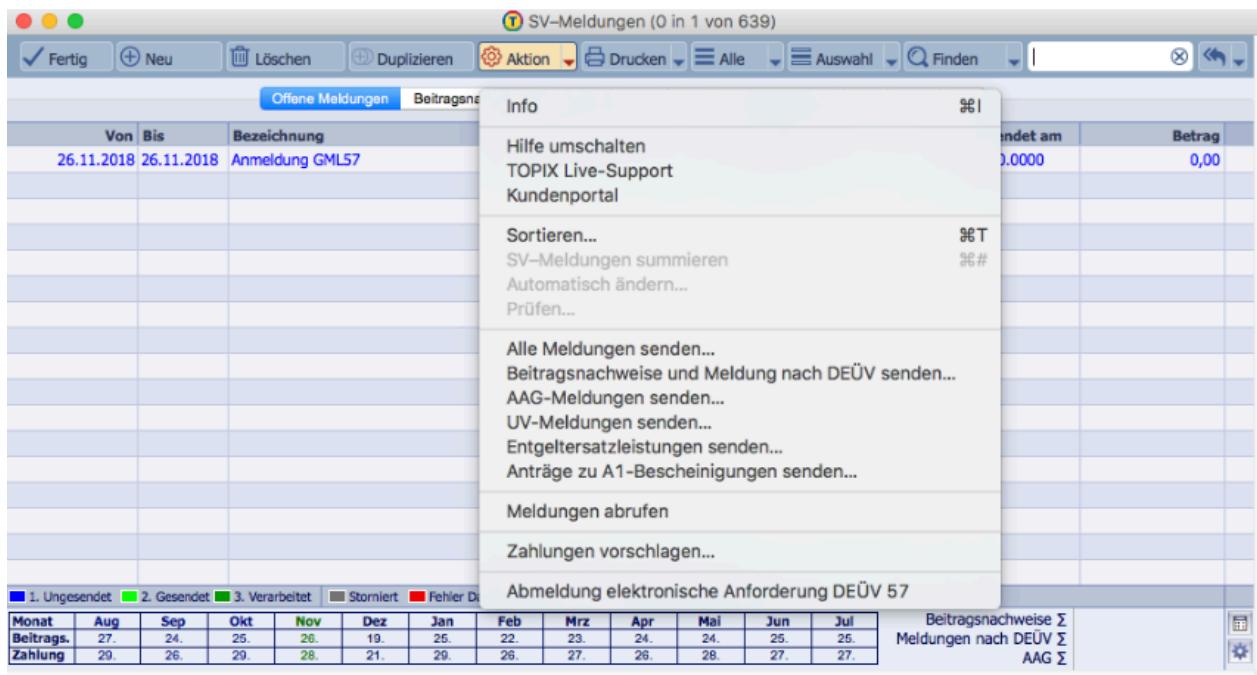 SV–Meldungen (0 in 1 von 639)
Fertig Neu Löschen Duplizieren Aktion Drucken Alle Auswahl Finden
Offene Meldungen Beitragsna
Info ⌘I
Von Bis Bezeichnung endet am Betrag
Hilfe umschalten
26.11.2018 26.11.2018 Anmeldung GML57 0.0000 0,00
TOPIX Live-Support
Kundenportal
Sortieren... ⌘T
SV–Meldungen summieren ⌘#
Automatisch ändern...
Prüfen...
Alle Meldungen senden...
Beitragsnachweise und Meldung nach DEÜV senden...
AAG-Meldungen senden...
UV-Meldungen senden...
Entgeltersatzleistungen senden...
Anträge zu A1-Bescheinigungen senden...
Meldungen abrufen
Zahlungen vorschlagen...
Abmeldung elektronische Anforderung DEÜV 57
1. Ungesendet 2. Gesendet 3. Verarbeitet Storniert Fehler Da
Monat Aug Sep Okt Nov Dez Jan Feb Mrz Apr Mai Jun Jul Beitragsnachweise Σ
Beitrags. 27. 24. 25. 26. 19. 25. 22. 23. 24. 24. 25. 25. Meldungen nach DEÜV Σ
Zahlung 29. 26. 29. 28. 21. 29. 26. 27. 26. 28. 27. 27. AAG Σ